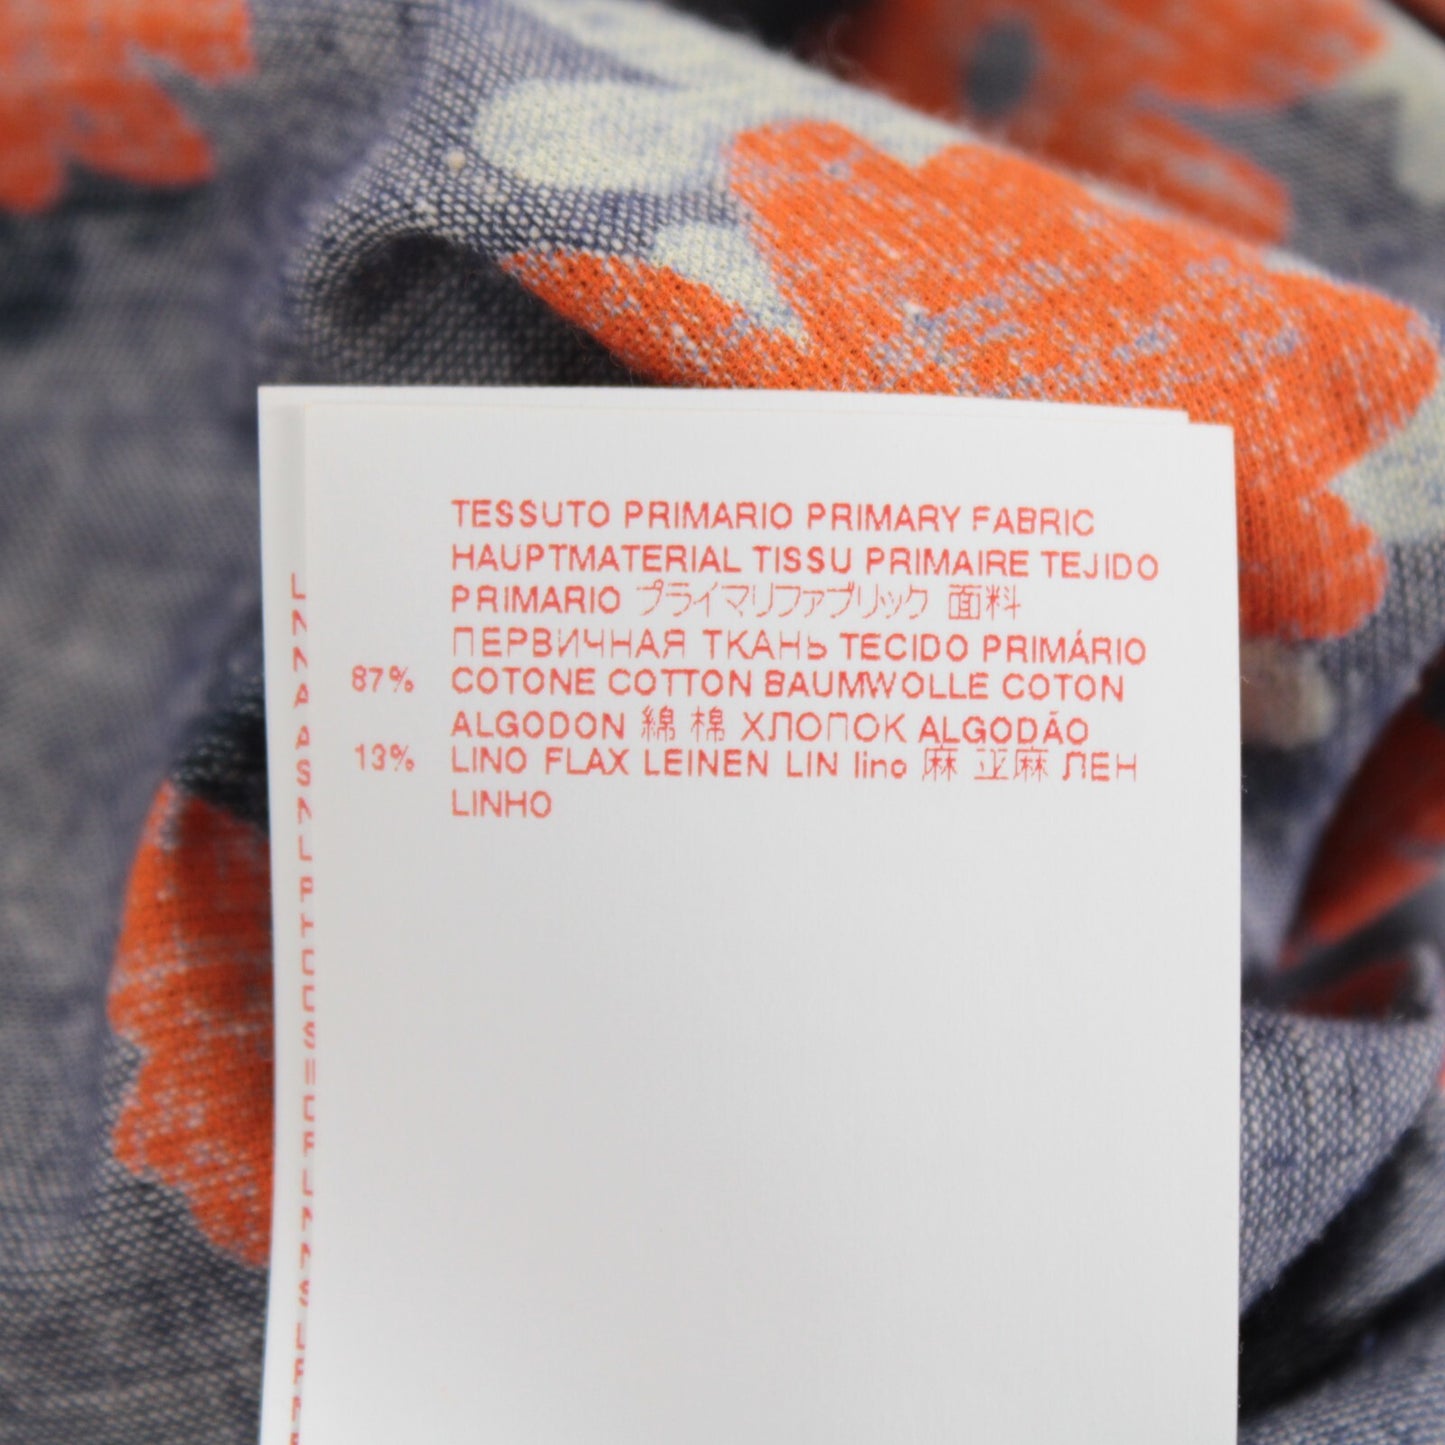 TESSUTO PRIMARIO PRIMARY FABRIC
HAUPTMATERIAL TISSU PRIMAIRE TEJIDO
PRIMARIO プライマリファブリック 面料
ПЕРВИЧНАЯ ТКАНЬ TECIDO PRIMÁRIO
87% COTONE COTTON BAUMWOLLE COTON
ALGODON 綿 棉 ХЛОПОК ALGODÃO
13% LINO FLAX LEINEN LIN lino 麻 亚麻 ЛЕН
LINHO